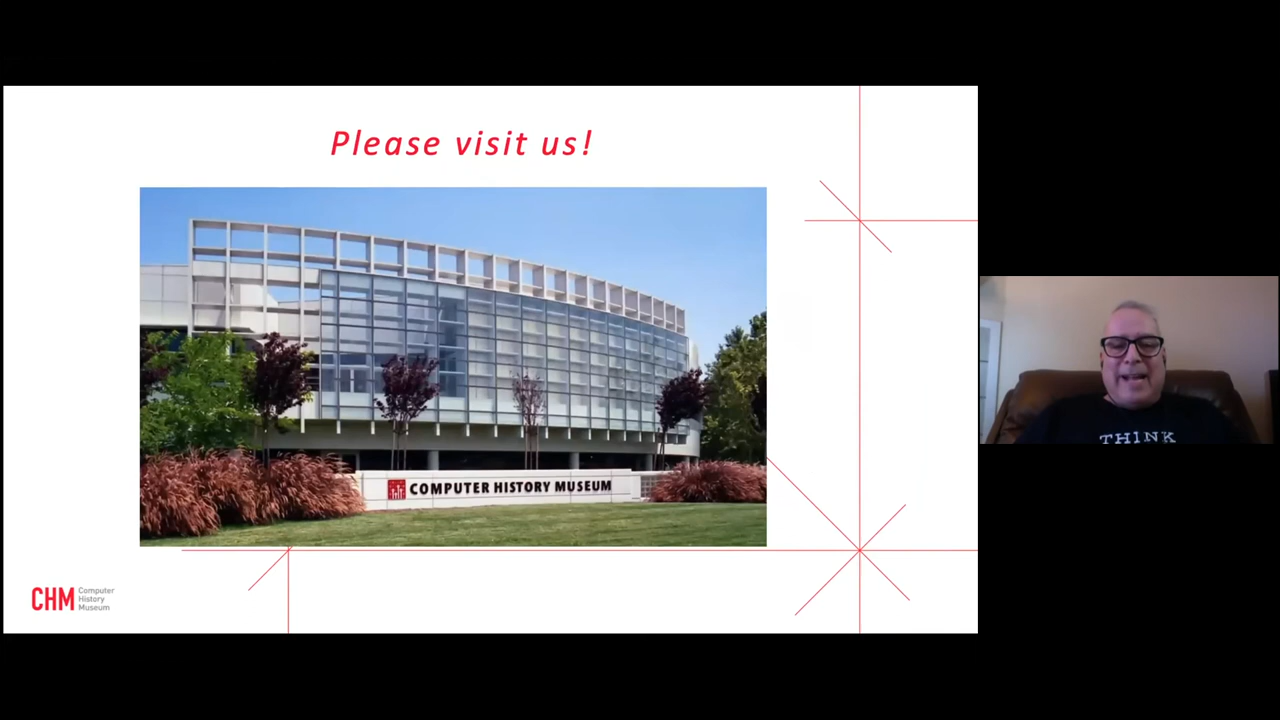 Please visit us!
COMPUTER HISTORY MUSEUM
CHM Computer
History
Museum
THINK